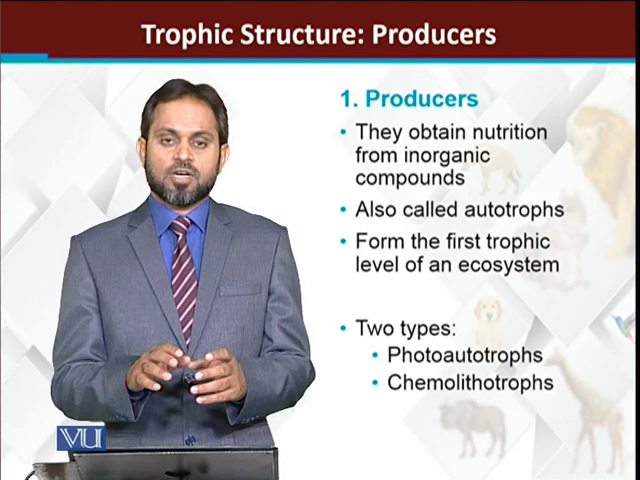 Trophic Structure: Producers
1. Producers
• They obtain nutrition
from inorganic
compounds
• Also called autotrophs
• Form the first trophic
level of an ecosystem
• Two types:
• Photoautotrophs
• Chemolithotrophs
VU